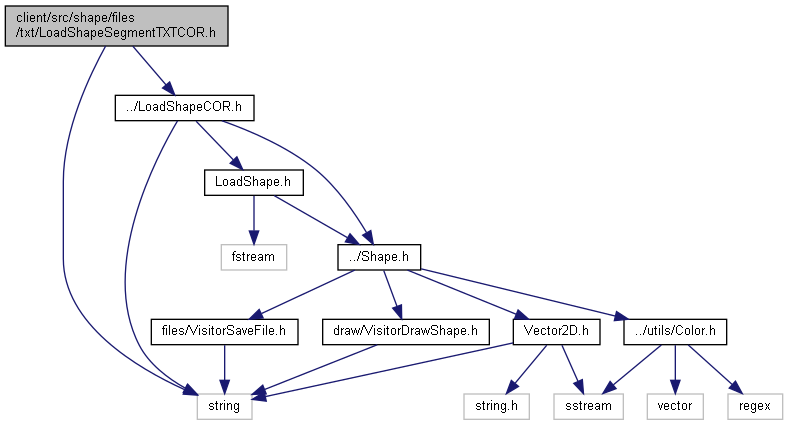 client/src/shape/files
/txt/LoadShapeSegmentTXTCOR.h
../LoadShapeCOR.h
LoadShape.h
fstream
../Shape.h
files/VisitorSaveFile.h
draw/VisitorDrawShape.h
Vector2D.h
../utils/Color.h
string
string.h
sstream
vector
regex